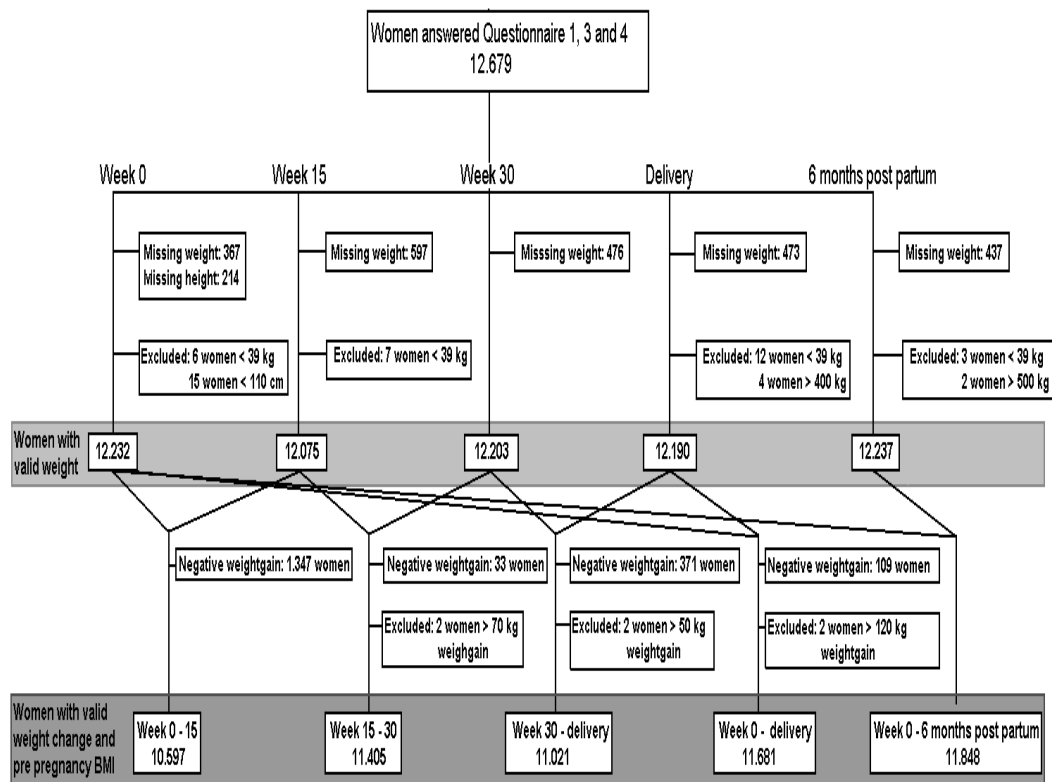 Women answered Questionnaire 1, 3 and 4
12.679
Week 0
Week 15
Week 30
Delivery
6 months post partum
Missing weight: 367
Missing height: 214
Missing weight: 597
Misssing weight: 476
Missing weight: 473
Missing weight: 437
Excluded: 6 women < 39 kg
15 women < 110 cm
Excluded: 7 women < 39 kg
Excluded: 12 women < 39 kg
4 women > 400 kg
Excluded: 3 women < 39 kg
2 women > 500 kg
Women with
valid weight
12.232
12.075
12.203
12.190
12.237
Negative weightgain: 1.347 women
Negative weightgain: 33 women
Negative weightgain: 371 women
Negative weightgain: 109 women
Excluded: 2 women > 70 kg
weighgain
Excluded: 2 women > 50 kg
weightgain
Excluded: 2 women > 120 kg
weightgain
Women with valid
weight change and
pre pregnancy BMI
Week 0 - 15
10.597
Week 15 - 30
11.405
Week 30 - delivery
11.021
Week 0 - delivery
11.681
Week 0 - 6 months post partum
11.848